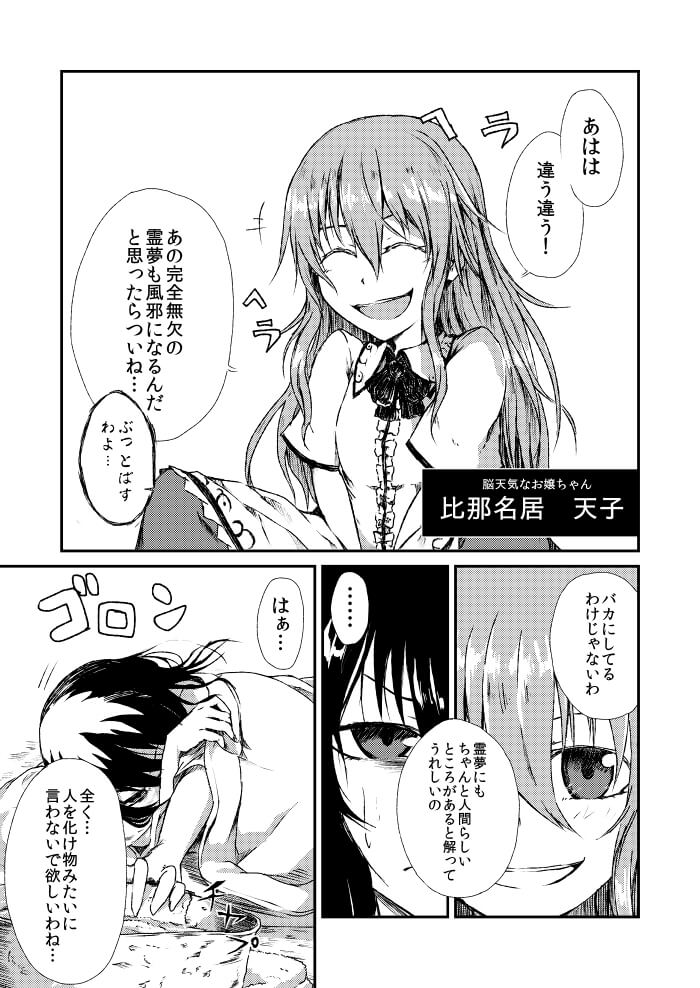 あはは
違う違う！
ヘラ
ヘラ
あの完全無欠の
霊夢も風邪になるんだ
と思ったらついね…
ぶっとばす
わよ…
脳天気なお嬢ちゃん
比那名居　天子
バカにしてる
わけじゃないわ
霊夢にも
ちゃんと人間らしい
ところがあると解って
うれしいの
……
はぁ…
ゴロン
全く…
人を化け物みたいに
言わないで欲しいわね…
チャプ